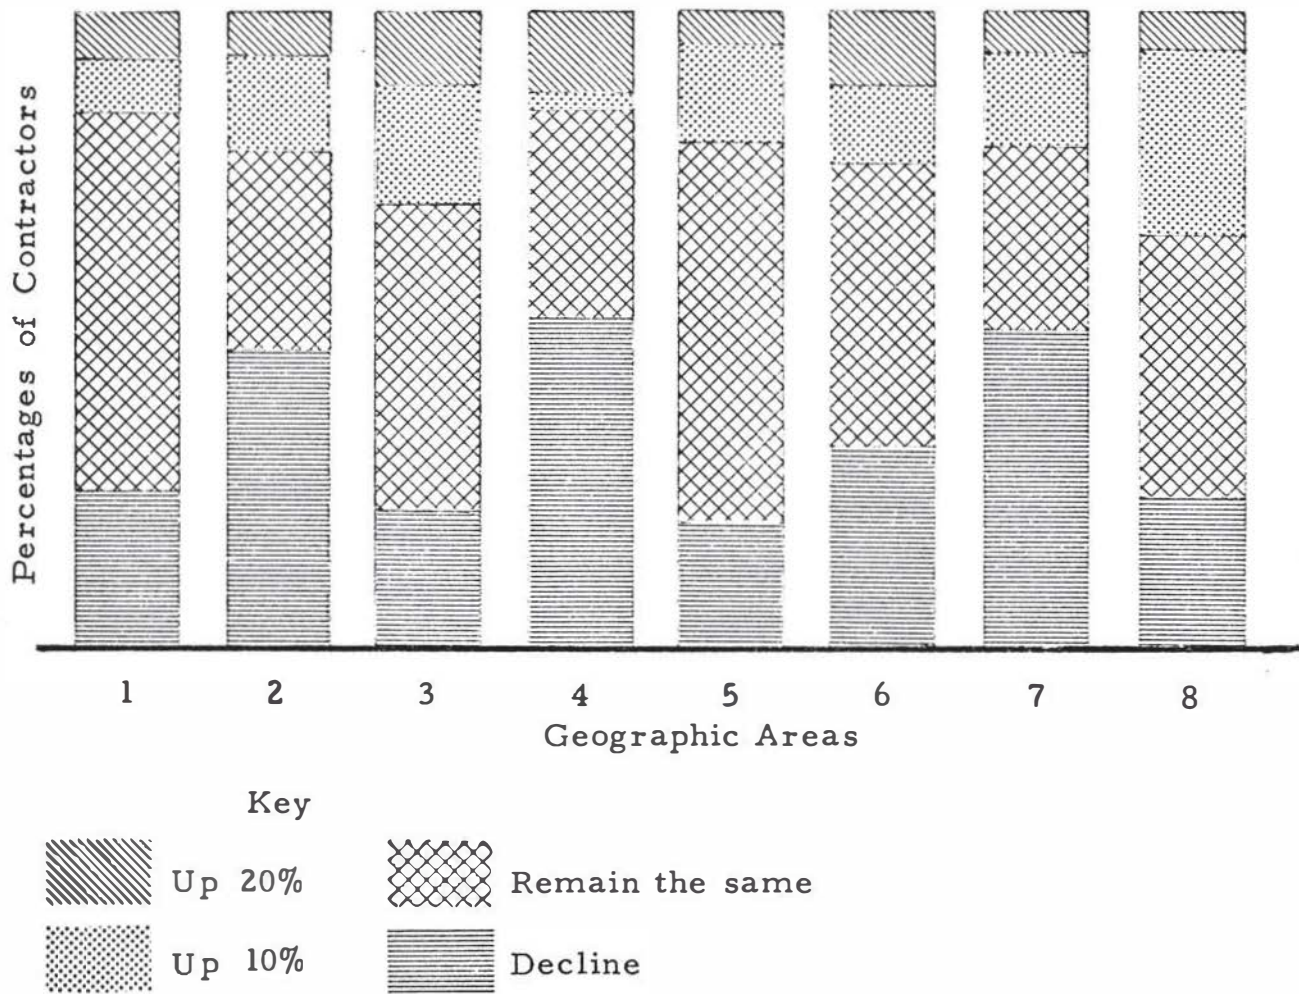 Percentages of Contractors
1 2 3 4 5 6 7 8
Geographic Areas
Key
Up 20%
Remain the same
Up 10%
Decline